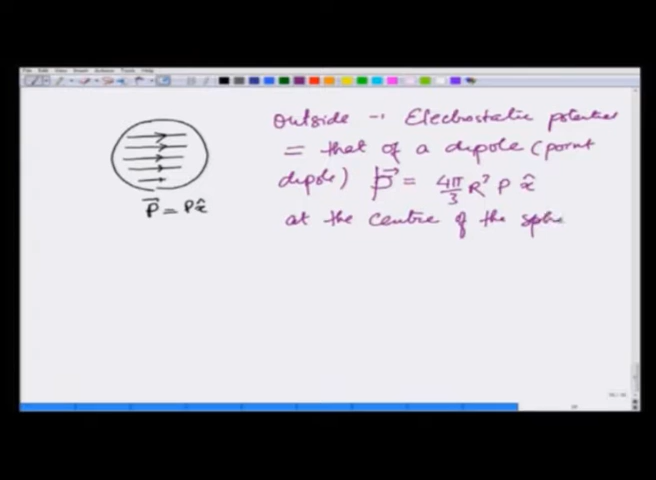 outside - Electrostatic potential
= that of a dipole (point
dipole) p⃗ = 4π/3 R³ P x̂
at the centre of the sphe
P⃗ = Px̂